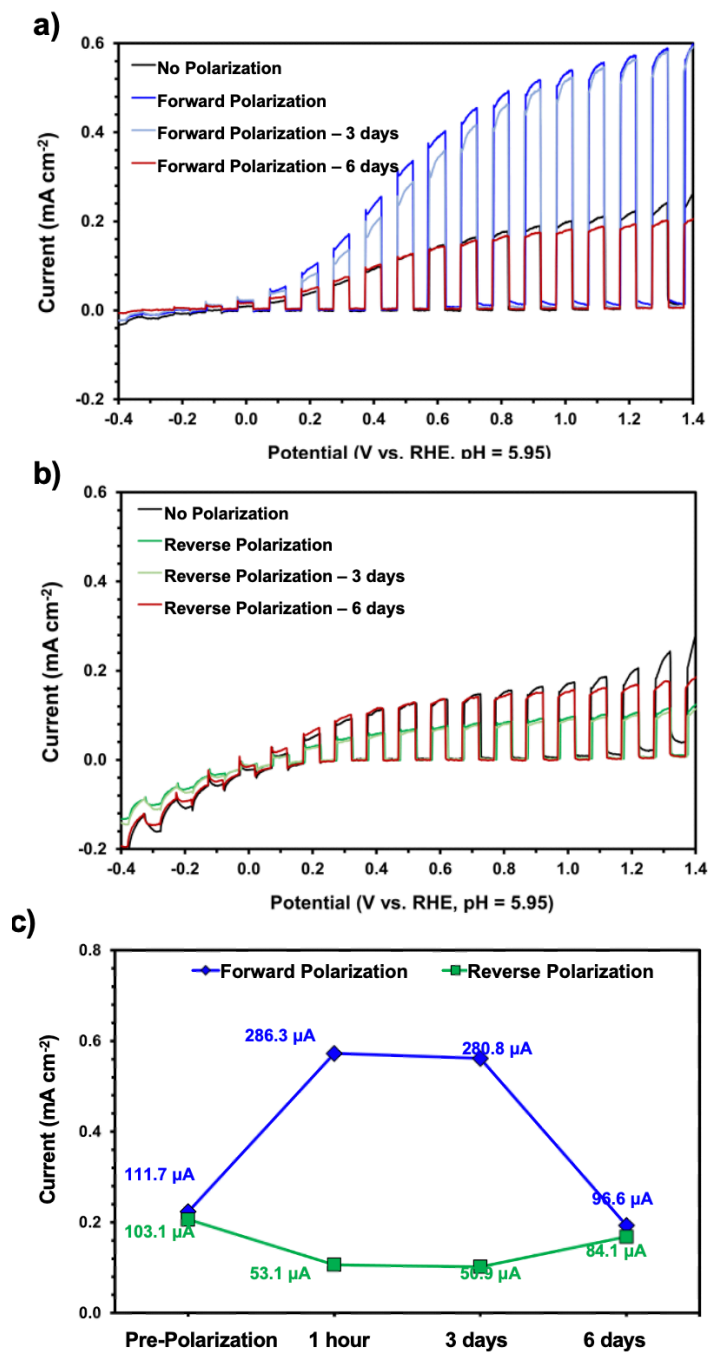 a)
0.6
0.4
0.2
0.0
-0.2
Current (mA cm-2)
No Polarization
Forward Polarization
Forward Polarization – 3 days
Forward Polarization – 6 days
-0.4 -0.2 0.0 0.2 0.4 0.6 0.8 1.0 1.2 1.4
Potential (V vs. RHE, pH = 5.95)
b)
0.6
0.4
0.2
0.0
-0.2
Current (mA cm-2)
No Polarization
Reverse Polarization
Reverse Polarization – 3 days
Reverse Polarization – 6 days
-0.4 -0.2 0.0 0.2 0.4 0.6 0.8 1.0 1.2 1.4
Potential (V vs. RHE, pH = 5.95)
c)
0.8
0.6
0.4
0.2
0.0
Current (mA cm-2)
Forward Polarization Reverse Polarization
286.3 µA 280.8 µA
111.7 µA 96.6 µA
103.1 µA 84.1 µA
53.1 µA 50.9 µA
Pre-Polarization 1 hour 3 days 6 days